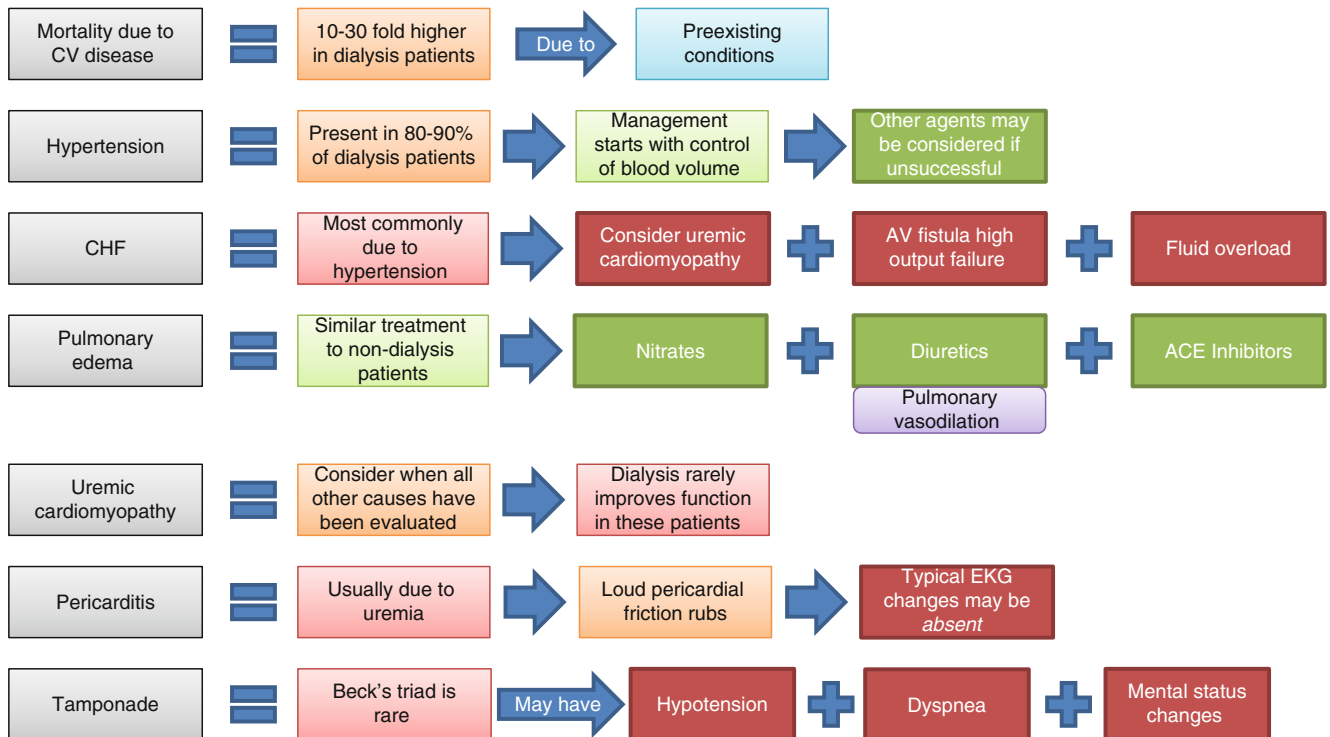 Mortality due to
CV disease
10-30 fold higher
in dialysis patients
Due to
Preexisting
conditions
Hypertension
Present in 80-90%
of dialysis patients
Management
starts with control
of blood volume
Other agents may
be considered if
unsuccessful
CHF
Most commonly
due to
hypertension
Consider uremic
cardiomyopathy
AV fistula high
output failure
Fluid overload
Pulmonary
edema
Similar treatment
to non-dialysis
patients
Nitrates
Diuretics
ACE Inhibitors
Pulmonary
vasodilation
Uremic
cardiomyopathy
Consider when all
other causes have
been evaluated
Dialysis rarely
improves function
in these patients
Pericarditis
Usually due to
uremia
Loud pericardial
friction rubs
Typical EKG
changes may be
absent
Tamponade
Beck's triad is
rare
May have
Hypotension
Dyspnea
Mental status
changes